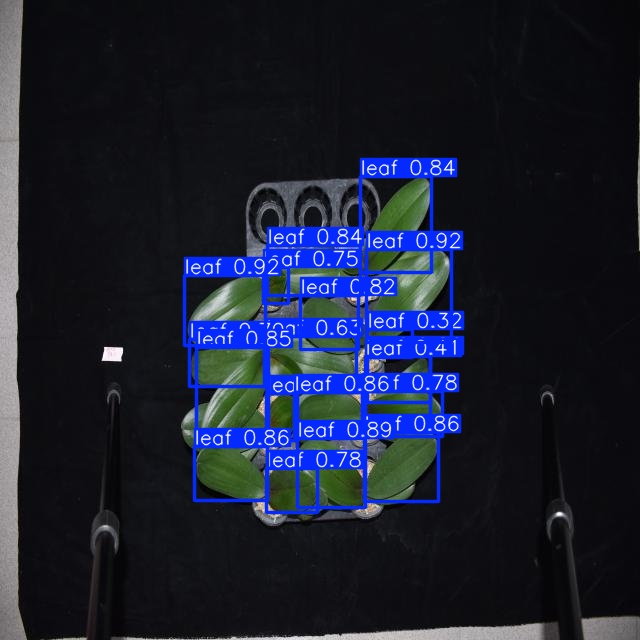 leaf 0.84
leaf 0.84
leaf 0.92
af 0.75
leaf 0.92
leaf 0.82
leaf 0.32
0.63
leaf 0.85
leaf 0.41
leaf 0.86
f 0.78
leaf 0.89
f 0.86
leaf 0.86
leaf 0.78